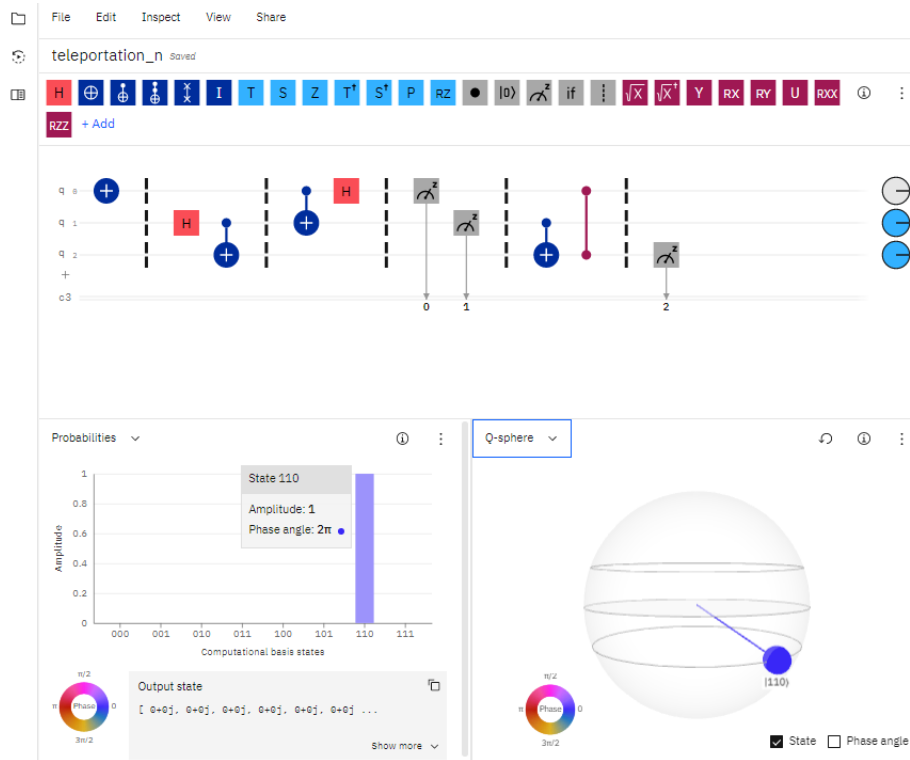 File Edit Inspect View Share
teleportation_n Saved
H I T S Z T† S† P RZ |0⟩ z if √X √X† Y RX RY U RXX
RZZ + Add
q 0 H z
q 1 H z
q 2 z
+
c3
0 1 2
Probabilities
Q-sphere
State 110
Amplitude: 1
Phase angle: 2π
Amplitude
1
0.8
0.6
0.4
0.2
0
000 001 010 011 100 101 110 111
Computational basis states
π/2
π Phase 0
3π/2
Output state
[ 0+0j, 0+0j, 0+0j, 0+0j, 0+0j, 0+0j ...
Show more
|110⟩
π/2
π Phase 0
3π/2
State Phase angle